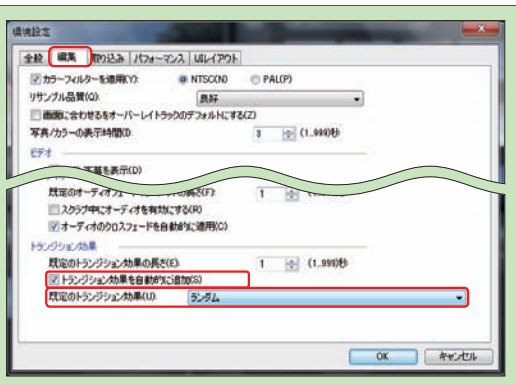 環境設定
全般 編集 取り込み パフォーマンス UIレイアウト
カラーフィルターを適用(Y): NTSC(N) PAL(P)
リサンプル品質(Q): 良好
画面に合わせるをオーバーレイトラックのデフォルトにする(Z)
写真/カラーの表示時間(I): 3 (1..999)秒
ビデオ
字幕を表示(D)
既定のオーディオフェード の長さ(F): 1
スクラブ中にオーディオを有効にする(R)
オーディオのクロスフェードを自動的に適用(C)
トランジション効果
既定のトランジション効果の長さ(E): 1 (1..999)秒
トランジション効果を自動的に追加(S)
既定のトランジション効果(U): ランダム
OK キャンセル